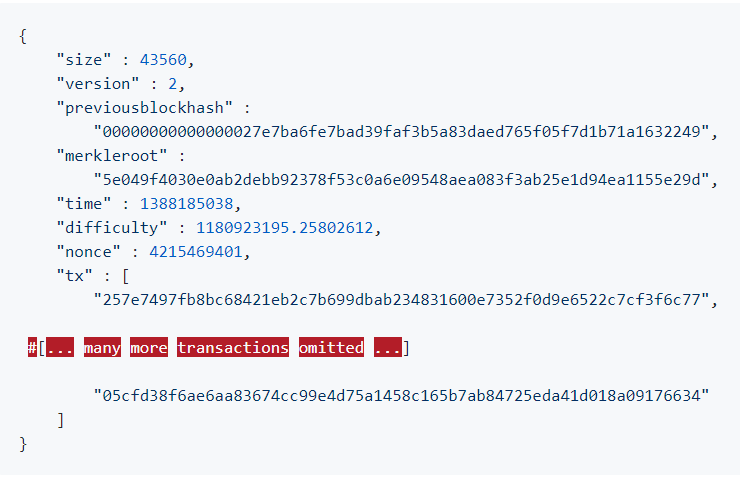 {
"size" : 43560,
"version" : 2,
"previousblockhash" :
"00000000000000027e7ba6fe7bad39faf3b5a83daed765f05f7d1b71a1632249",
"merkleroot" :
"5e049f4030e0ab2debb92378f53c0a6e09548aea083f3ab25e1d94ea1155e29d",
"time" : 1388185038,
"difficulty" : 1180923195.25802612,
"nonce" : 4215469401,
"tx" : [
"257e7497fb8bc68421eb2c7b699dbab234831600e7352f0d9e6522c7cf3f6c77",
#[... many more transactions omitted ...]
"05cfd38f6ae6aa83674cc99e4d75a1458c165b7ab84725eda41d018a09176634"
]
}